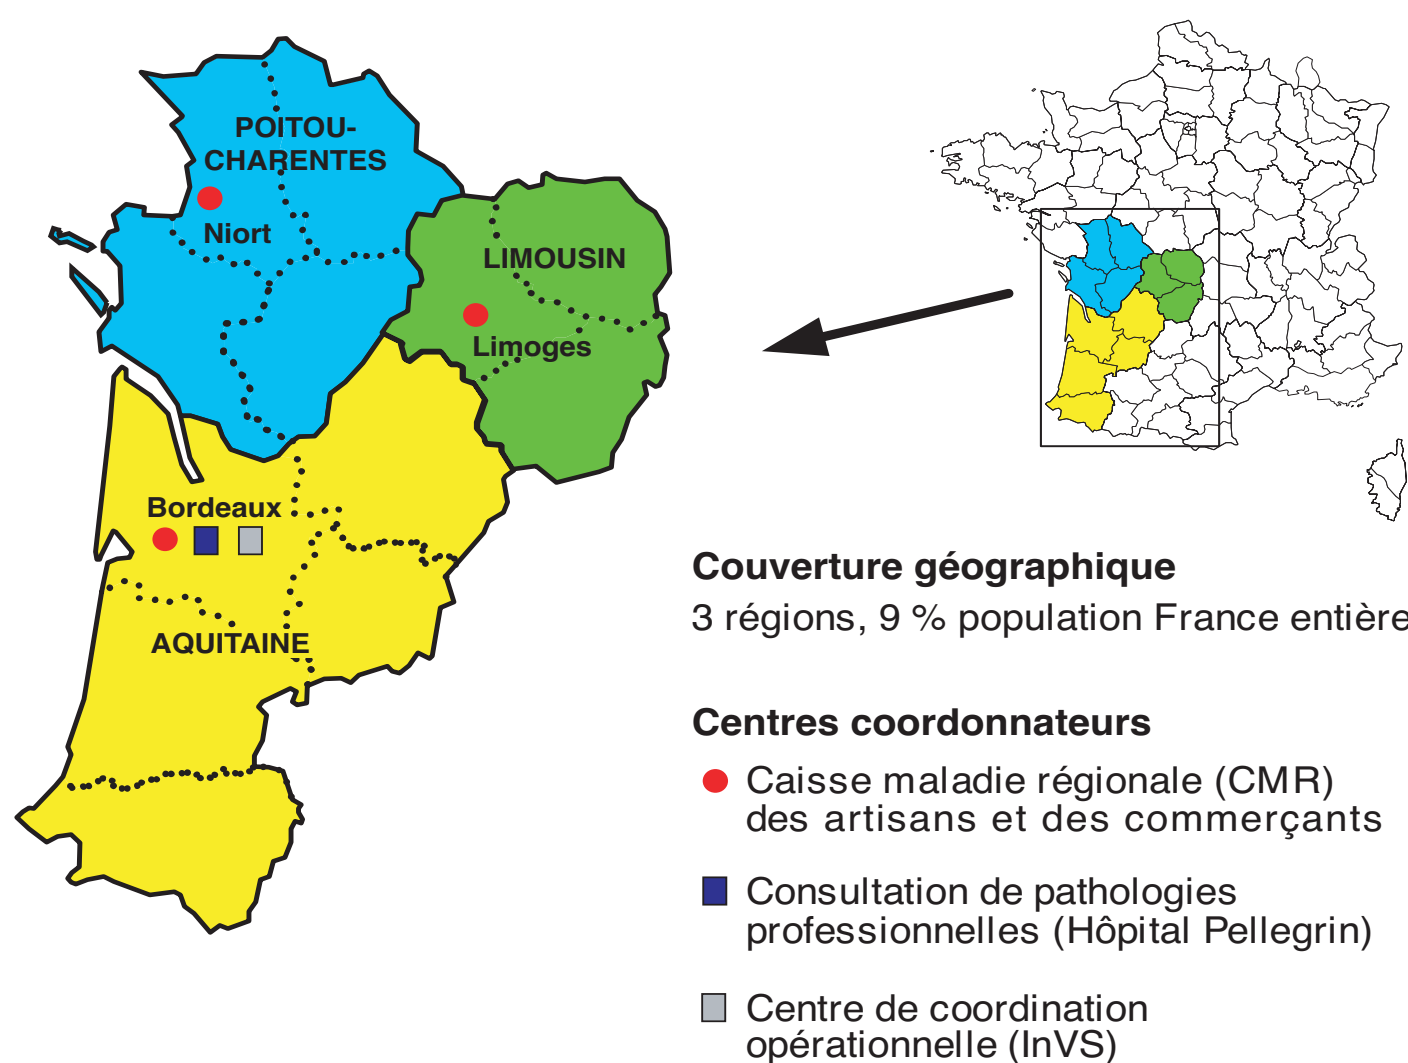 POITOU-
CHARENTES
Niort
LIMOUSIN
Limoges
Bordeaux
AQUITAINE
Couverture géographique
3 régions, 9 % population France entière
Centres coordonnateurs
Caisse maladie régionale (CMR)
des artisans et des commerçants
Consultation de pathologies
professionnelles (Hôpital Pellegrin)
Centre de coordination
opérationnelle (InVS)